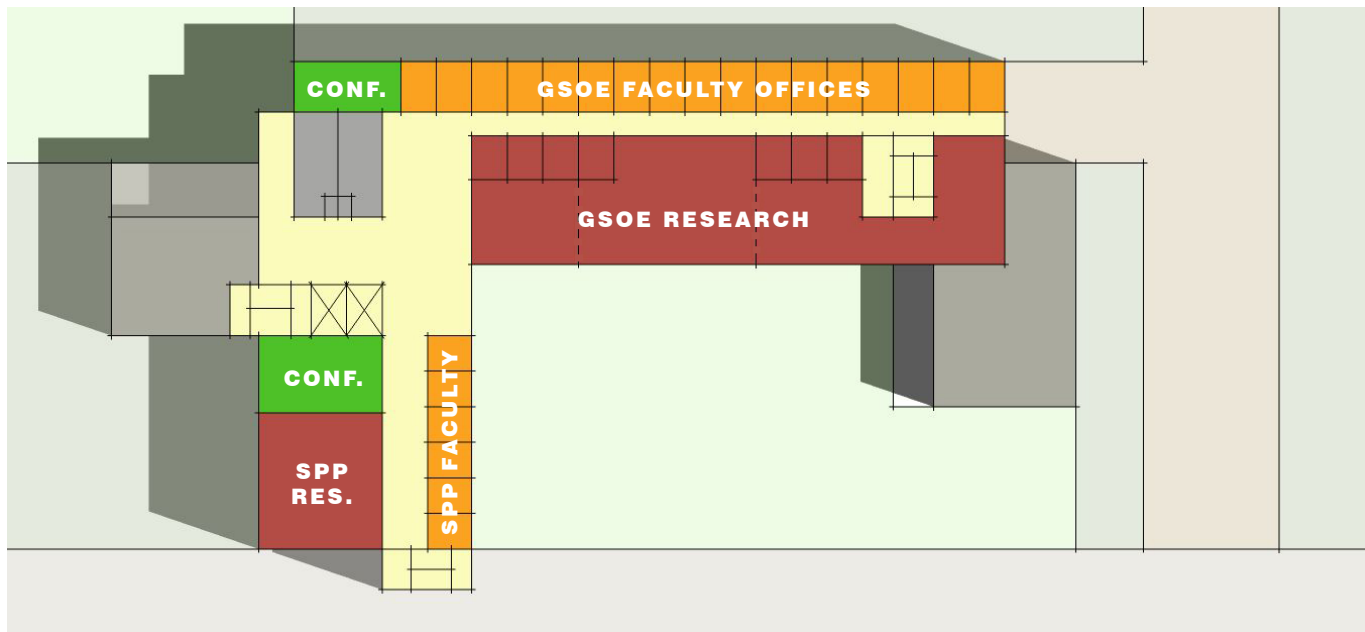 CONF.
GSOE FACULTY OFFICES
GSOE RESEARCH
CONF.
SPP FACULTY
SPP
RES.